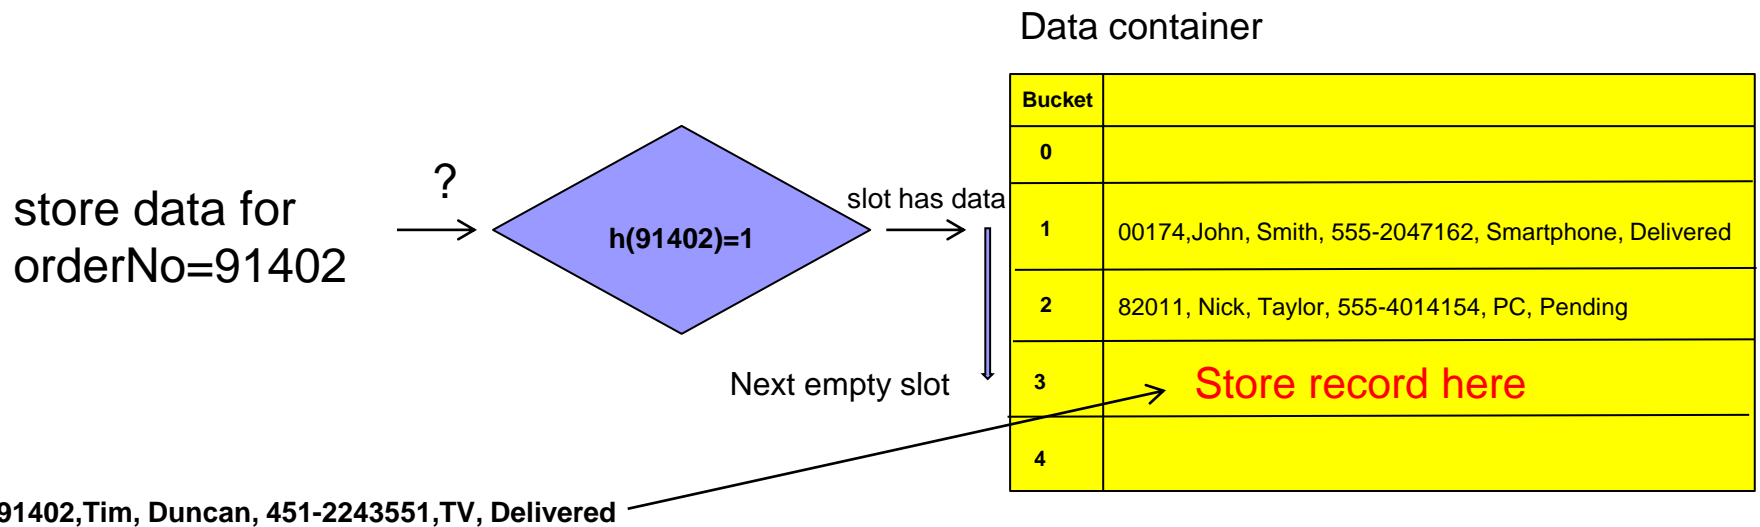 Data container
Bucket
0
?
slot has data
store data for
orderNo=91402
h(91402)=1
1
00174,John, Smith, 555-2047162, Smartphone, Delivered
2
82011, Nick, Taylor, 555-4014154, PC, Pending
Next empty slot
3
Store record here
4
91402,Tim, Duncan, 451-2243551,TV, Delivered